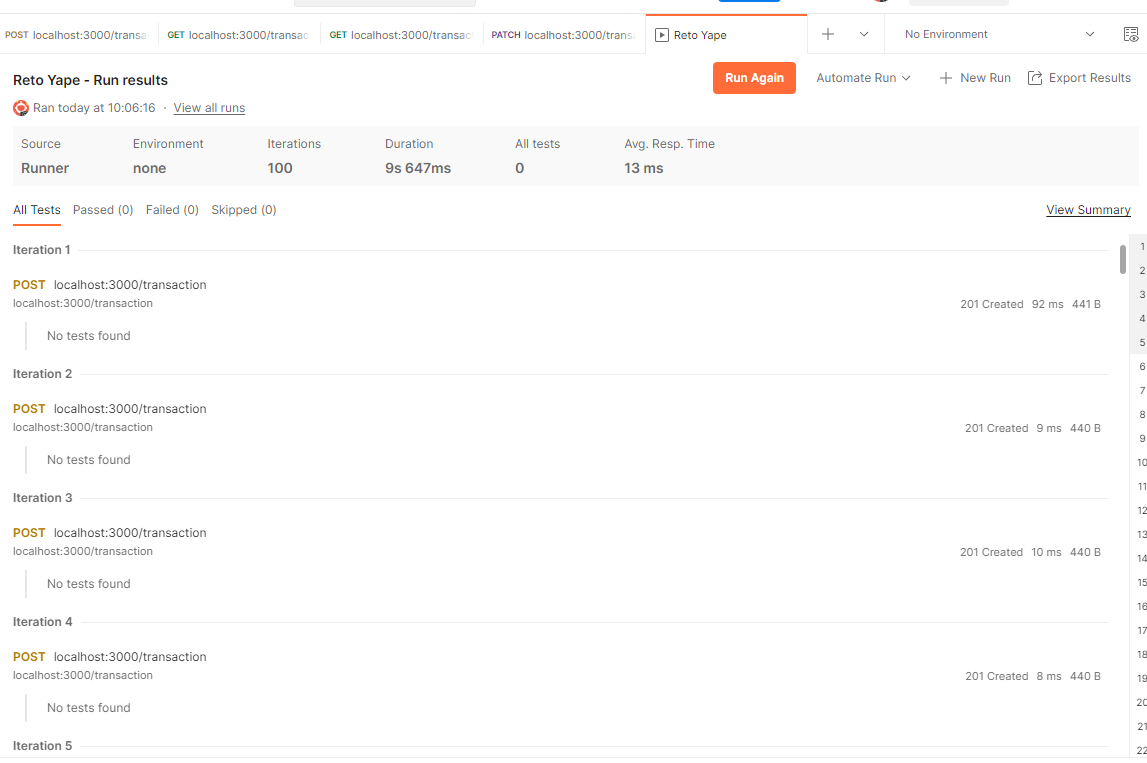 POST localhost:3000/transa GET localhost:3000/transac GET localhost:3000/transact PATCH localhost:3000/trans Reto Yape No Environment
Reto Yape - Run results Run Again Automate Run New Run Export Results
Ran today at 10:06:16 · View all runs
Source Environment Iterations Duration All tests Avg. Resp. Time
Runner none 100 9s 647ms 0 13 ms
All Tests Passed (0) Failed (0) Skipped (0) View Summary
Iteration 1
POST localhost:3000/transaction
localhost:3000/transaction
201 Created 92 ms 441 B
No tests found
Iteration 2
POST localhost:3000/transaction
localhost:3000/transaction
201 Created 9 ms 440 B
No tests found
Iteration 3
POST localhost:3000/transaction
localhost:3000/transaction
201 Created 10 ms 440 B
No tests found
Iteration 4
POST localhost:3000/transaction
localhost:3000/transaction
201 Created 8 ms 440 B
No tests found
Iteration 5
1
2
3
4
5
6
7
8
9
10
11
12
13
14
15
16
17
18
19
20
21
22